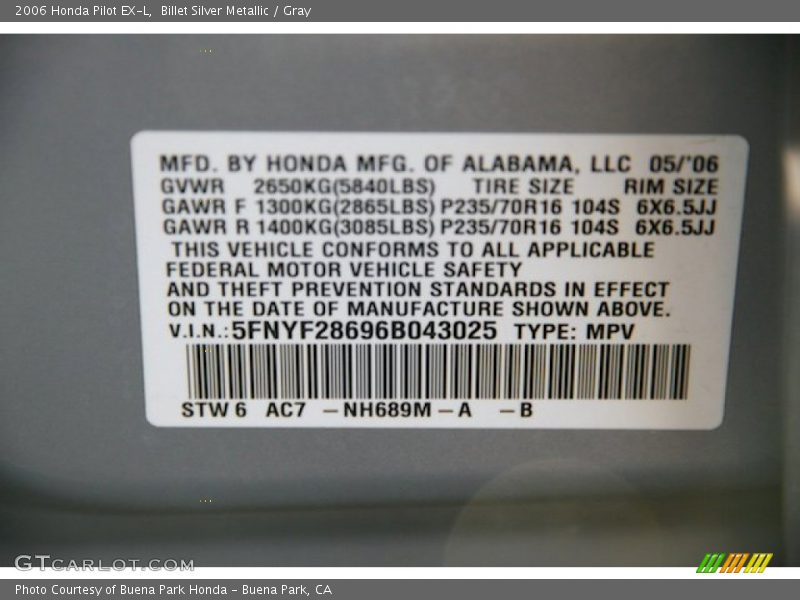 2006 Honda Pilot EX-L, Billet Silver Metallic / Gray
MFD. BY HONDA MFG. OF ALABAMA, LLC 05/'06
GVWR 2650KG(5840LBS) TIRE SIZE RIM SIZE
GAWR F 1300KG(2865LBS) P235/70R16 104S 6X6.5JJ
GAWR R 1400KG(3085LBS) P235/70R16 104S 6X6.5JJ
THIS VEHICLE CONFORMS TO ALL APPLICABLE
FEDERAL MOTOR VEHICLE SAFETY
AND THEFT PREVENTION STANDARDS IN EFFECT
ON THE DATE OF MANUFACTURE SHOWN ABOVE.
V.I.N.: 5FNYF28696B043025 TYPE: MPV
STW 6 AC7 – NH689M – A – B
GTCARLOT.COM
Photo Courtesy of Buena Park Honda - Buena Park, CA